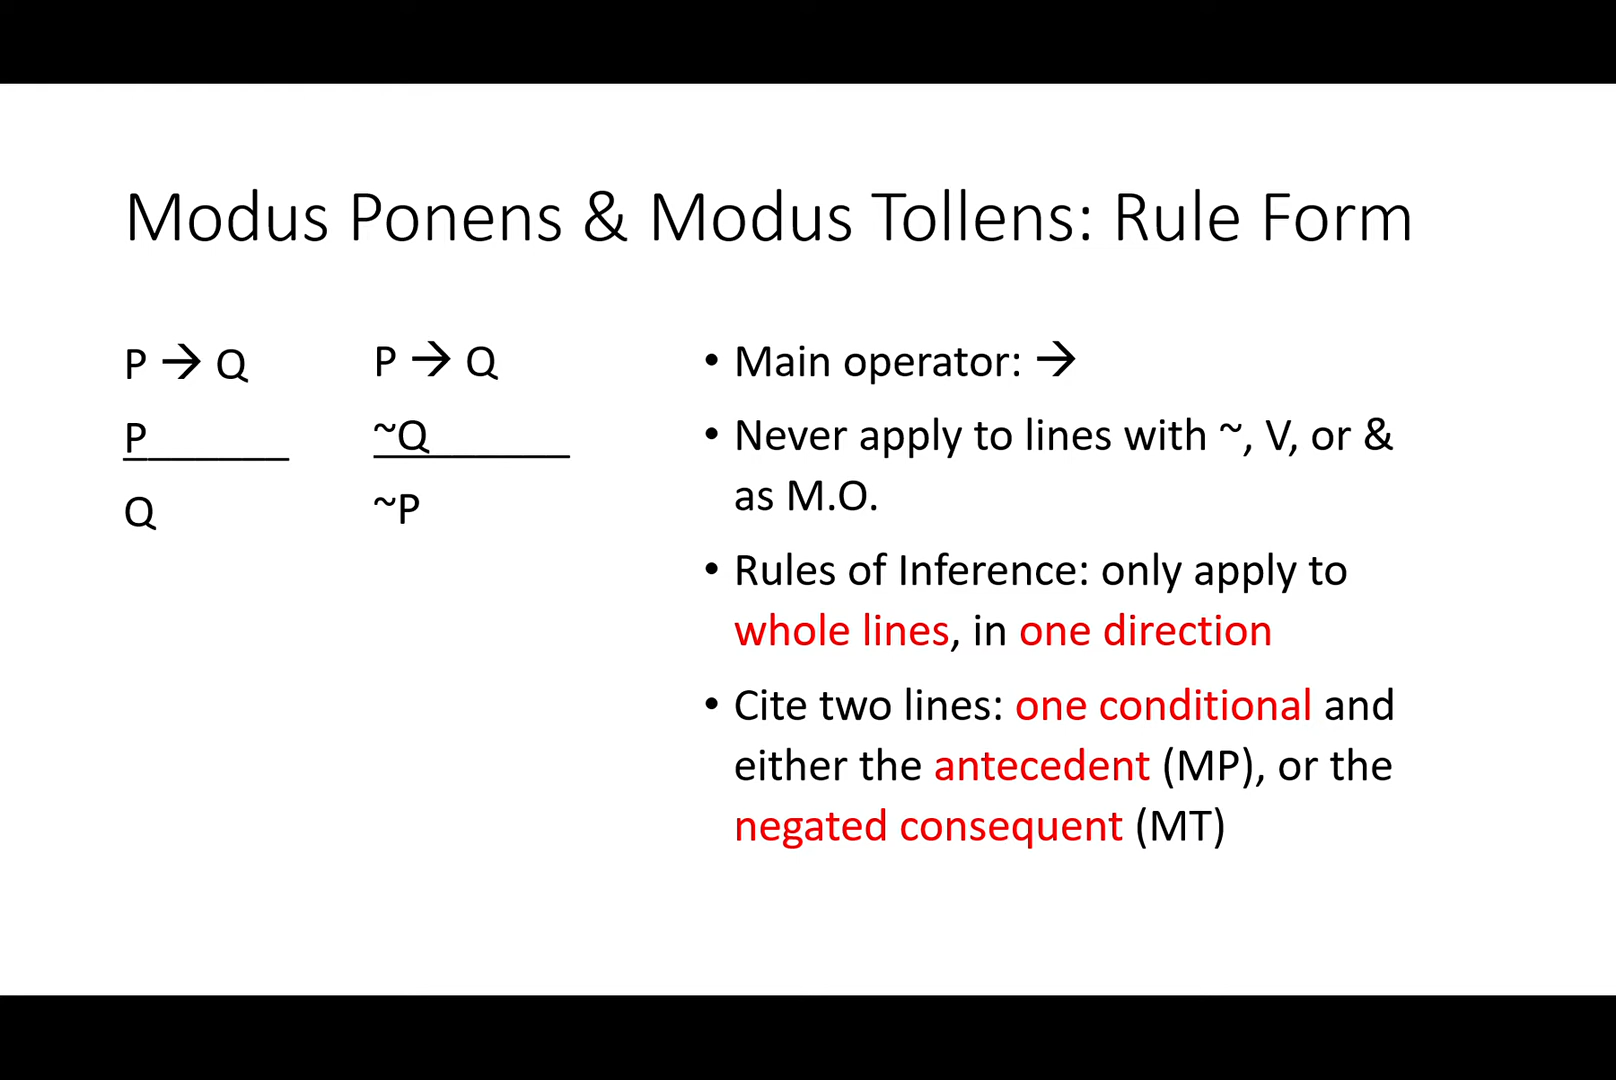 Modus Ponens & Modus Tollens: Rule Form
P → Q
P
Q
P → Q
~Q
~P
• Main operator: →
• Never apply to lines with ~, V, or &
as M.O.
• Rules of Inference: only apply to
whole lines, in one direction
• Cite two lines: one conditional and
either the antecedent (MP), or the
negated consequent (MT)